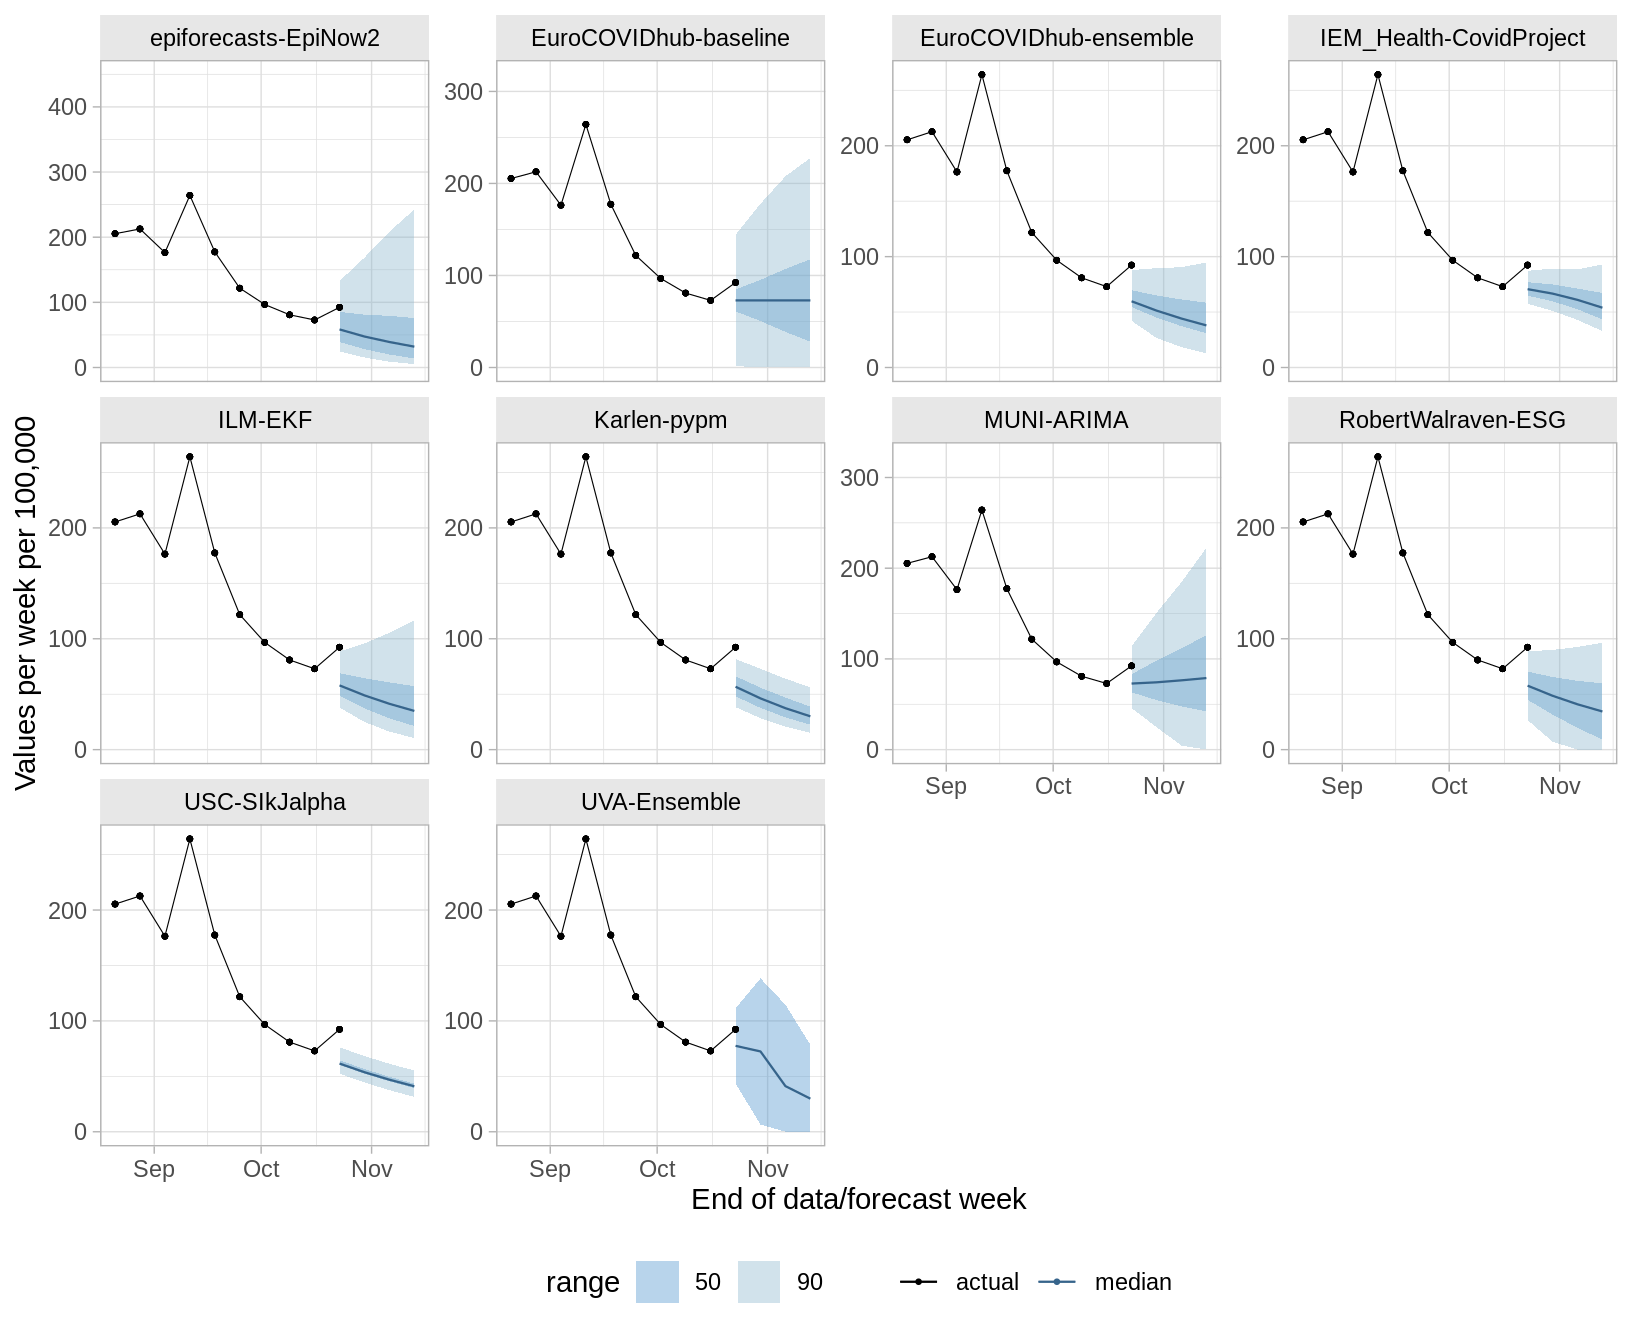 epiforecasts-EpiNow2
EuroCOVIDhub-baseline
EuroCOVIDhub-ensemble
IEM_Health-CovidProject
400
300
200
100
0
300
200
100
0
200
100
0
200
100
0
ILM-EKF
Karlen-pypm
MUNI-ARIMA
RobertWalraven-ESG
Values per week per 100,000
200
100
0
200
100
0
300
200
100
0
200
100
0
Sep Oct Nov
Sep Oct Nov
USC-SIkJalpha
UVA-Ensemble
200
100
0
200
100
0
Sep Oct Nov
Sep Oct Nov
End of data/forecast week
range 50 90 actual median